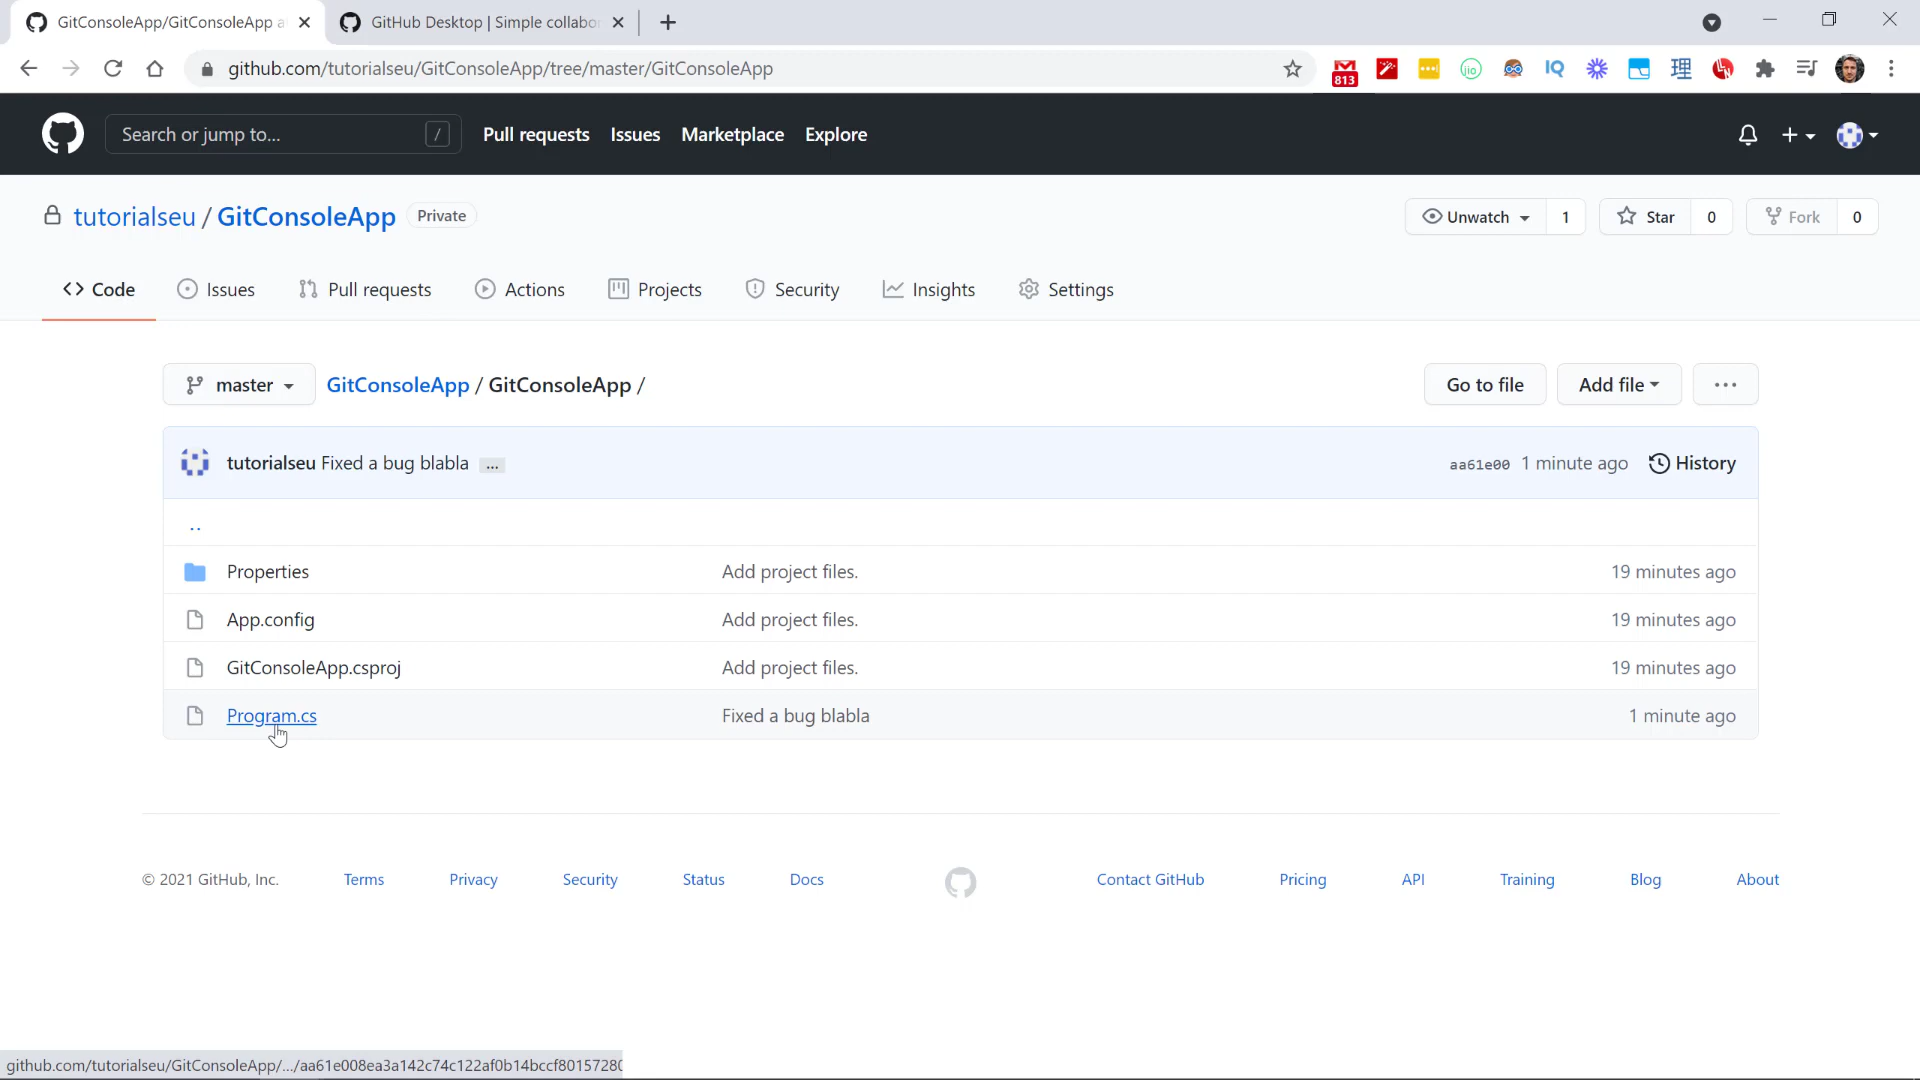 GitConsoleApp/GitConsoleApp a
GitHub Desktop | Simple collabo
github.com/tutorialseu/GitConsoleApp/tree/master/GitConsoleApp
813
jio
IQ
理
Search or jump to...
/
Pull requests
Issues
Marketplace
Explore
tutorialseu / GitConsoleApp
Private
Unwatch
1
Star
0
Fork
0
Code
Issues
Pull requests
Actions
Projects
Security
Insights
Settings
master
GitConsoleApp / GitConsoleApp /
Go to file
Add file
...
tutorialseu Fixed a bug blabla ...
aa61e00 1 minute ago
History
..
Properties
Add project files.
19 minutes ago
App.config
Add project files.
19 minutes ago
GitConsoleApp.csproj
Add project files.
19 minutes ago
Program.cs
Fixed a bug blabla
1 minute ago
© 2021 GitHub, Inc.
Terms
Privacy
Security
Status
Docs
Contact GitHub
Pricing
API
Training
Blog
About
github.com/tutorialseu/GitConsoleApp/.../aa61e008ea3a142c74c122af0b14bccf80157280